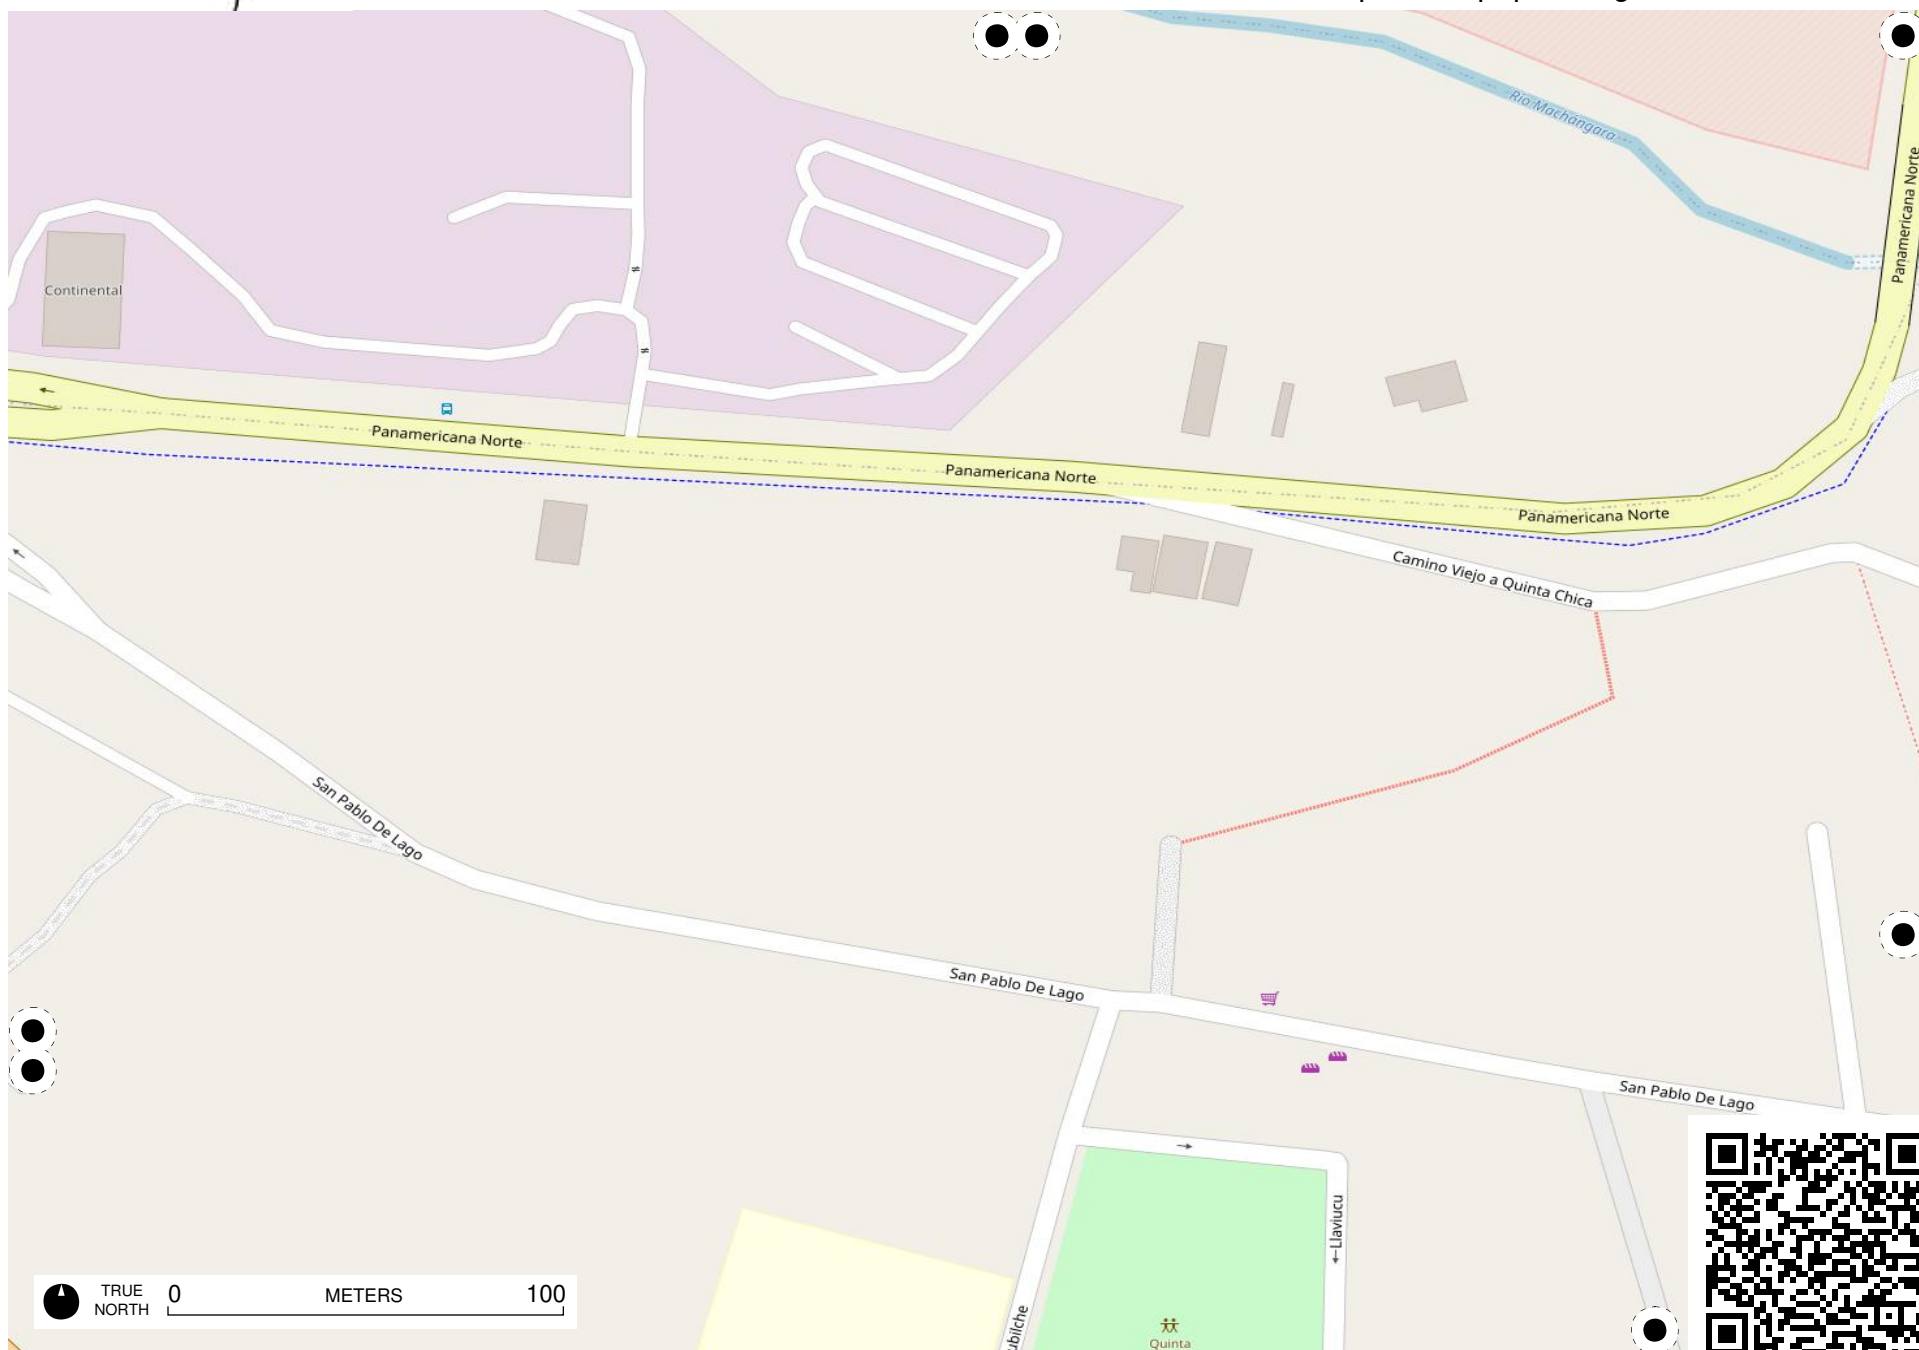 Río Machángara
Panamericana Norte
Continental
Panamericana Norte
Panamericana Norte
Panamericana Norte
Camino Viejo a Quinta Chica
San Pablo De Lago
San Pablo De Lago
San Pablo De Lago
Llaviucu
TRUE NORTH
0 METERS 100
Quinta